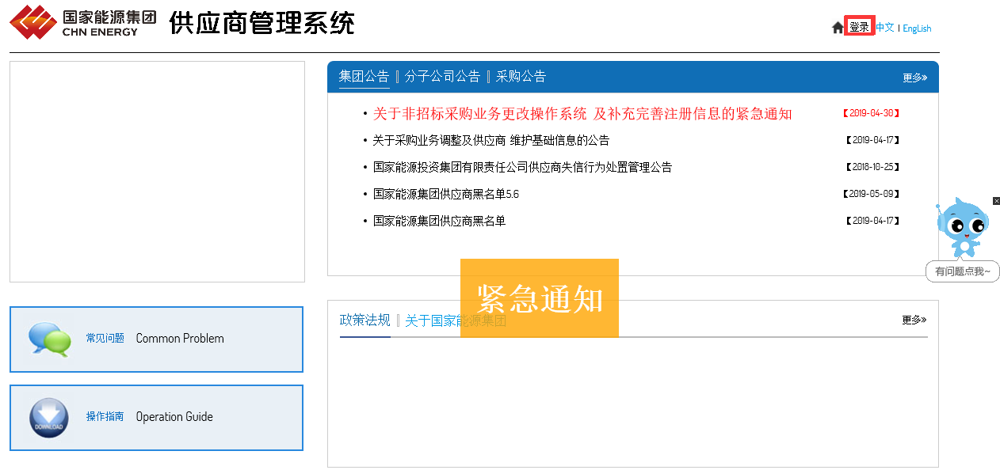 国家能源集团
CHN ENERGY
供应商管理系统
登录 中文 | EngLish
集团公告 || 分子公司公告 || 采购公告 更多»
• 关于非招标采购业务更改操作系统 及补充完善注册信息的紧急通知 【2019-04-30】
• 关于采购业务调整及供应商 维护基础信息的公告 【2019-04-17】
• 国家能源投资集团有限责任公司供应商失信行为处置管理公告 【2018-10-25】
• 国家能源集团供应商黑名单5.6 【2019-05-09】
• 国家能源集团供应商黑名单 【2019-04-17】
有问题点我~
紧急通知
政策法规 || 关于国家能源集团 更多»
常见问题 Common Problem
操作指南 Operation Guide
DOWNLOAD